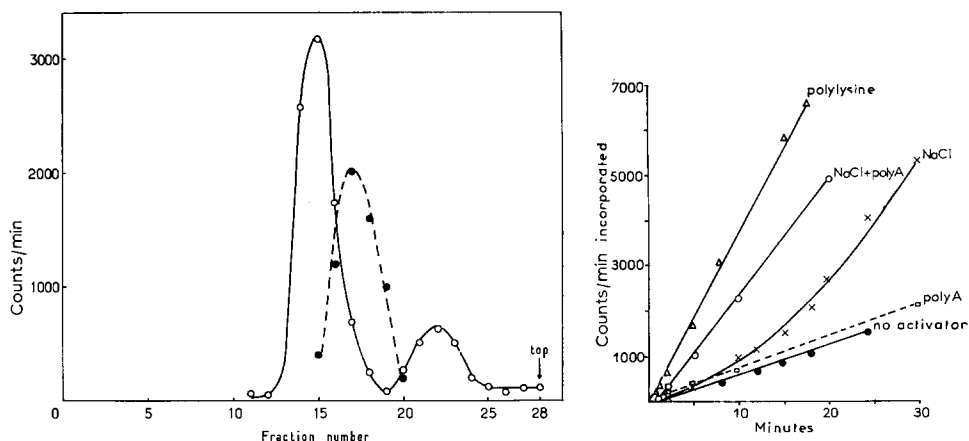 3000
2000
1000
0
5
10
15
20
25
28
top
Counts/min
Fraction number
7000
5000
3000
1000
0
10
20
30
Counts/min incorporated
Minutes
polylysine
NaCl+polyA
NaCl
polyA
no activator